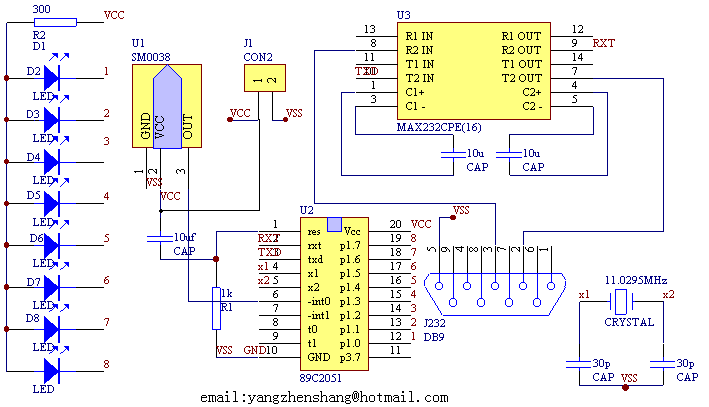 300
VCC
R2
D1
D2
1
LED
D3
2
LED
3
D4
LED
D5
4
LED
D6
5
LED
D7
6
LED
D8
7
LED
8
LED
U1
SM0038
GND
VCC
OUT
1
2
3
VSS
VCC
J1
CON2
1
2
VCC
VSS
10uf
CAP
1k
R1
VSS
GND
U3
13 R1 IN R1 OUT 12
8 R2 IN R2 OUT 9 RXT
11 T1 IN T1 OUT 14
10 T2 IN T2 OUT 7
TXD
1 C1+ C2+ 4
3 C1 - C2 - 5
MAX232CPE(16)
10u
CAP
10u
CAP
U2
1 res Vcc 20 VCC
RXT 2 rxt p1.7 19 8
TXD 3 txd p1.6 18 7
x1 4 x1 p1.5 17 6
x2 5 x2 p1.4 16 5
6 -int0 p1.3 15 4
7 -int1 p1.2 14 3
8 t0 p1.1 13 2
9 t1 p1.0 12 1
10 GND p3.7 11
89C2051
VSS
5 9 4 8 3 7 2 6 1
J232
DB9
11.0295MHz
x1
x2
CRYSTAL
30p
CAP
30p
CAP
VSS
email:yangzhenshang@hotmail.com